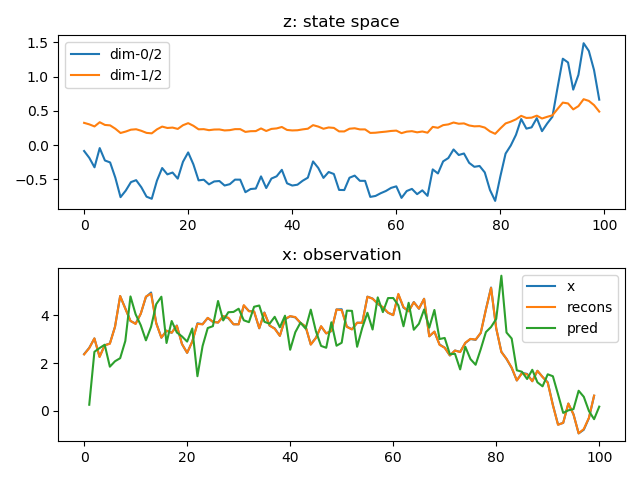 z: state space
dim-0/2
dim-1/2
1.5
1.0
0.5
0.0
−0.5
0 20 40 60 80 100
x: observation
x
recons
pred
4
2
0
0 20 40 60 80 100